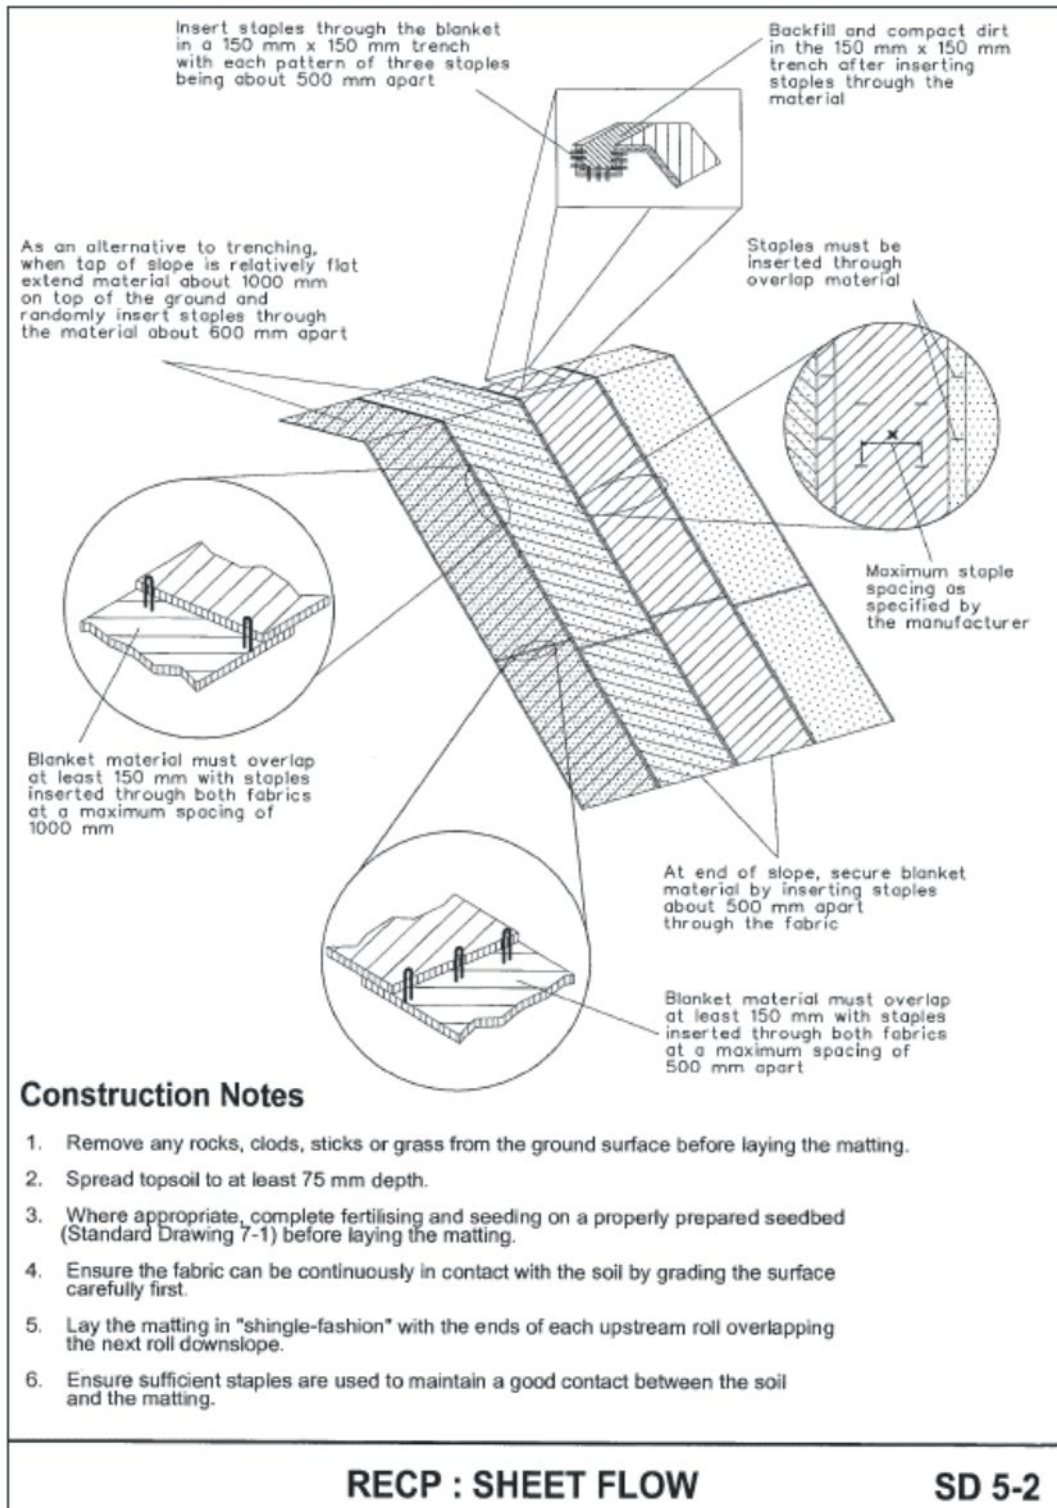 Insert staples through the blanket
in a 150 mm x 150 mm trench
with each pattern of three staples
being about 500 mm apart
Backfill and compact dirt
in the 150 mm x 150 mm
trench after inserting
staples through the
material
As an alternative to trenching,
when top of slope is relatively flat
extend material about 1000 mm
on top of the ground and
randomly insert staples through
the material about 600 mm apart
Staples must be
inserted through
overlap material
x
Maximum staple
spacing as
specified by
the manufacturer
Blanket material must overlap
at least 150 mm with staples
inserted through both fabrics
at a maximum spacing of
1000 mm
At end of slope, secure blanket
material by inserting staples
about 500 mm apart
through the fabric
Blanket material must overlap
at least 150 mm with staples
inserted through both fabrics
at a maximum spacing of
500 mm apart
Construction Notes
1. Remove any rocks, clods, sticks or grass from the ground surface before laying the matting.
2. Spread topsoil to at least 75 mm depth.
3. Where appropriate, complete fertilising and seeding on a properly prepared seedbed
(Standard Drawing 7-1) before laying the matting.
4. Ensure the fabric can be continuously in contact with the soil by grading the surface
carefully first.
5. Lay the matting in "shingle-fashion" with the ends of each upstream roll overlapping
the next roll downslope.
6. Ensure sufficient staples are used to maintain a good contact between the soil
and the matting.
RECP : SHEET FLOW
SD 5-2